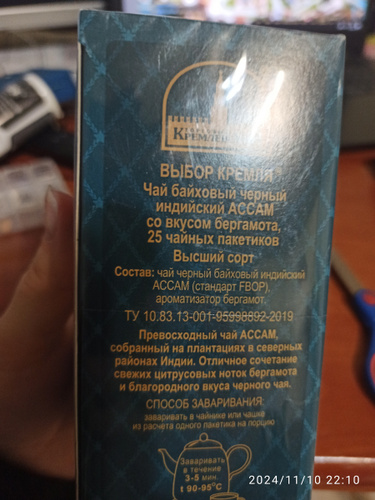 КРЕМЛЕВ
ВЫБОР КРЕМЛЯ
Чай байховый черный
индийский АССАМ
со вкусом бергамота,
25 чайных пакетиков
Высший сорт
Состав: чай черный байховый индийский
АССАМ (стандарт FBOP),
ароматизатор бергамот.
ТУ 10.83.13-001-95998892-2019
Превосходный чай АССАМ,
собранный на плантациях в северных
районах Индии. Отличное сочетание
свежих цитрусовых ноток бергамота
и благородного вкуса черного чая.
СПОСОБ ЗАВАРИВАНИЯ:
заваривать в чайнике или чашке
из расчета одного пакетика на порцию
Заваривать
в течение
3-5 мин.
t 90-95°C
2024/11/10 22:10